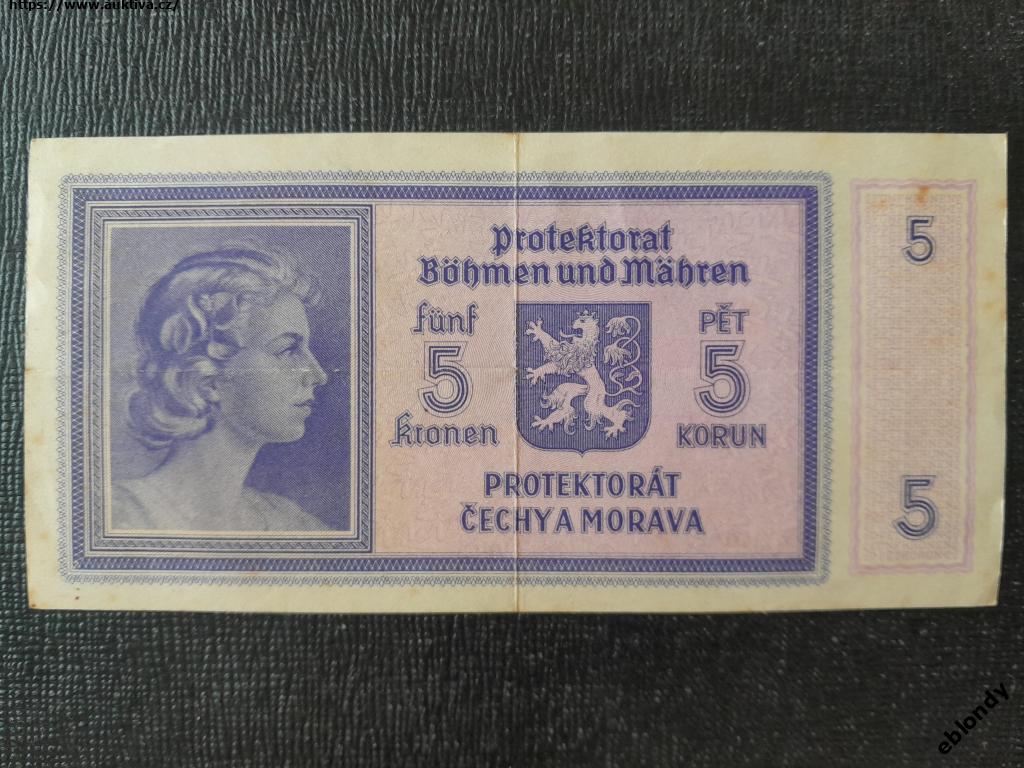 https://www.auktiva.cz/
Protektorat
Böhmen und Mähren
fünf
5
Kronen
PĚT
5
KORUN
PROTEKTORÁT
ČECHY A MORAVA
5
5
eblondy